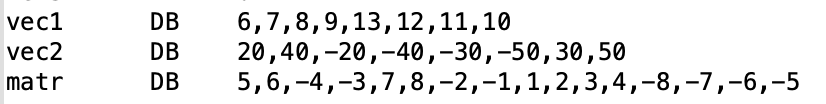 vec1 DB 6,7,8,9,13,12,11,10
vec2 DB 20,40,-20,-40,-30,-50,30,50
matr DB 5,6,-4,-3,7,8,-2,-1,1,2,3,4,-8,-7,-6,-5